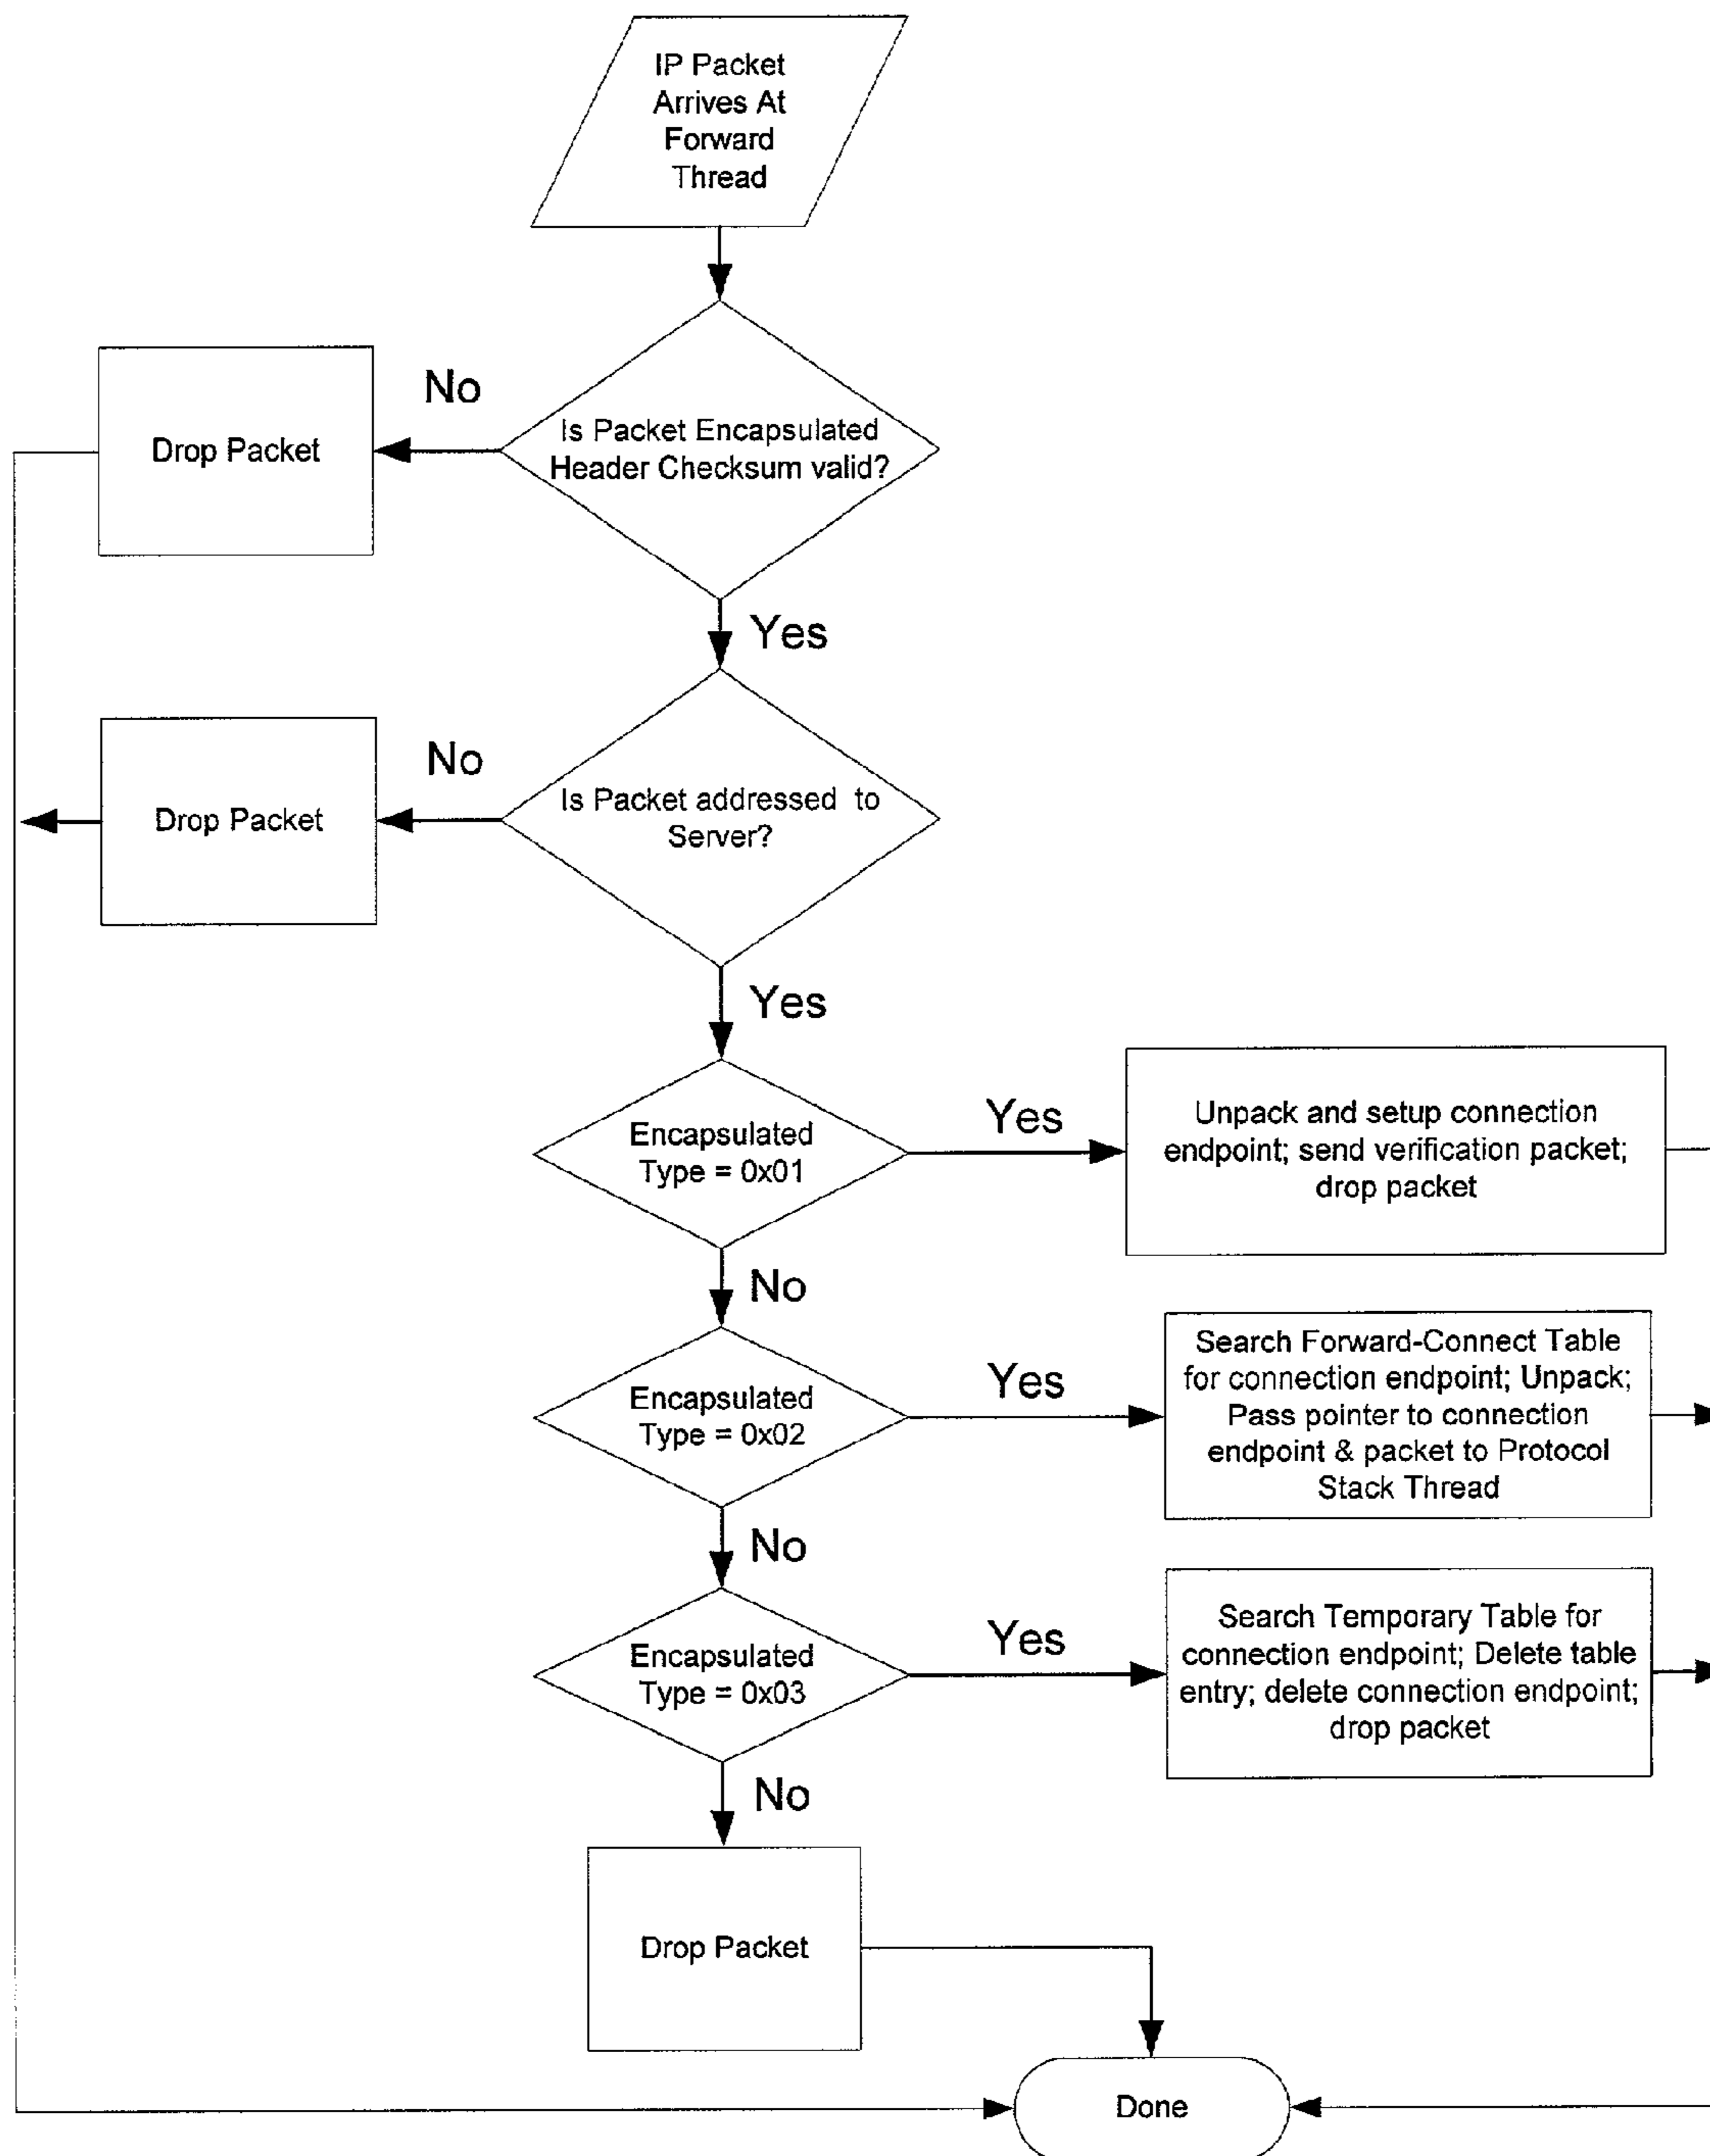 IP Packet
Arrives At
Forward
Thread
No
Drop Packet
Is Packet Encapsulated
Header Checksum valid?
Yes
No
Drop Packet
Is Packet addressed to
Server?
Yes
Encapsulated
Type = 0x01
Yes
Unpack and setup connection
endpoint; send verification packet;
drop packet
No
Encapsulated
Type = 0x02
Yes
Search Forward-Connect Table
for connection endpoint; Unpack;
Pass pointer to connection
endpoint & packet to Protocol
Stack Thread
No
Encapsulated
Type = 0x03
Yes
Search Temporary Table for
connection endpoint; Delete table
entry; delete connection endpoint;
drop packet
No
Drop Packet
Done